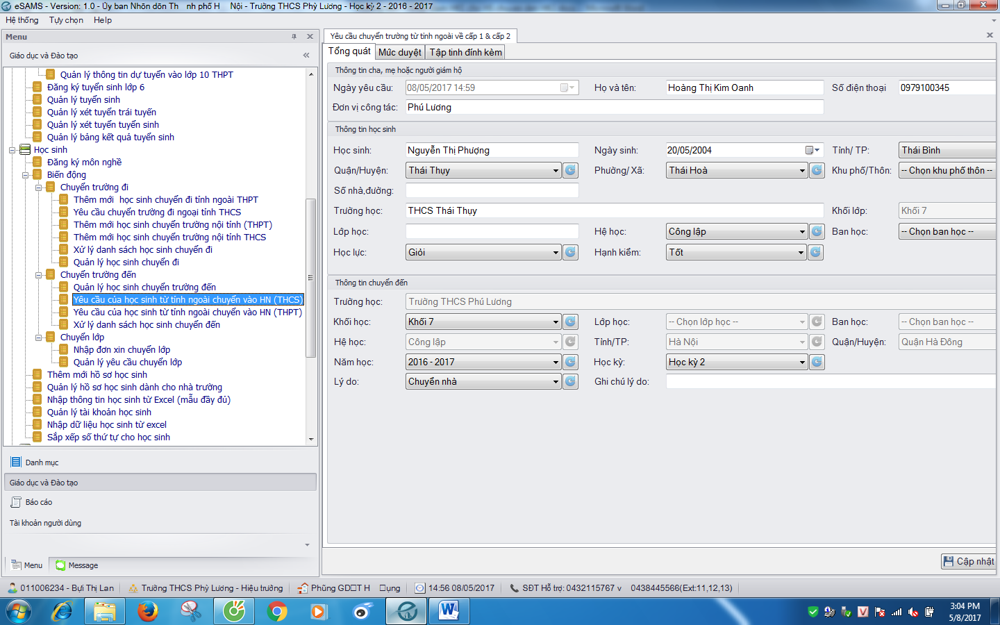 eSAMS - Version: 1.0 - Ủy ban Nhõn dõn Th nh phố H Nội - Trường THCS Phỳ Lương - Học kỳ 2 - 2016 - 2017
Hệ thống Tùy chọn Help
Menu
Giáo dục và Đào tạo
Quản lý thông tin dự tuyển vào lớp 10 THPT
Đăng ký tuyển sinh lớp 6
Quản lý tuyển sinh
Quản lý xét tuyển trái tuyến
Quản lý xét tuyển tuyển sinh
Quản lý bảng kết quả tuyển sinh
Học sinh
Đăng ký môn nghề
Biến động
Chuyển trường đi
Thêm mới học sinh chuyển đi tỉnh ngoài THPT
Yêu cầu chuyển trường đi ngoại tỉnh THCS
Thêm mới học sinh chuyển trường nội tỉnh (THPT)
Thêm mới học sinh chuyển trường nội tỉnh THCS
Xử lý danh sách học sinh chuyển đi
Quản lý học sinh chuyển đi
Chuyển trường đến
Quản lý học sinh chuyển trường đến
Yêu cầu của học sinh từ tỉnh ngoài chuyển vào HN (THCS)
Yêu cầu của học sinh từ tỉnh ngoài chuyển vào HN (THPT)
Xử lý danh sách học sinh chuyển đến
Chuyển lớp
Nhập đơn xin chuyển lớp
Quản lý yêu cầu chuyển lớp
Thêm mới hồ sơ học sinh
Quản lý hồ sơ học sinh dành cho nhà trường
Nhập thông tin học sinh từ Excel (mẫu đầy đủ)
Quản lý tài khoản học sinh
Nhập dữ liệu học sinh từ excel
Sắp xếp số thứ tự cho học sinh
Danh mục
Giáo dục và Đào tạo
Báo cáo
Tài khoản người dùng
Menu Message
Yêu cầu chuyển trường từ tỉnh ngoài về cấp 1 & cấp 2
Tổng quát Mức duyệt Tập tinh đính kèm
Thông tin cha, mẹ hoặc người giám hộ
Ngày yêu cầu: 08/05/2017 14:59 Họ và tên: Hoàng Thị Kim Oanh Số điện thoại 0979100345
Đơn vị công tác: Phú Lương
Thông tin học sinh
Học sinh: Nguyễn Thị Phượng Ngày sinh: 20/05/2004 Tỉnh/ TP: Thái Bình
Quận/Huyện: Thái Thụy Phường/ Xã: Thái Hoà Khu phố/Thôn: -- Chọn khu phố thôn --
Số nhà,đường:
Trường học: THCS Thái Thụy Khối lớp: Khối 7
Lớp học: Hệ học: Công lập Ban học: -- Chọn ban học --
Học lực: Giỏi Hạnh kiểm: Tốt
Thông tin chuyển đến
Trường học: Trường THCS Phú Lương
Khối học: Khối 7 Lớp học: -- Chọn lớp học -- Ban học: -- Chọn ban học --
Hệ học: Công lập Tỉnh/TP: Hà Nội Quận/Huyện: Quận Hà Đông
Năm học: 2016 - 2017 Học kỳ: Học kỳ 2
Lý do: Chuyển nhà Ghi chú lý do:
Cập nhật
011006234 - Bựi Thị Lan Trường THCS Phỳ Lương - Hiệu trưởng Phũng GD□T H □ụng 14:56 08/05/2017 SĐT Hỗ trợ: 0432115767 v 0438445566(Ext:11,12,13)
3:04 PM
5/8/2017